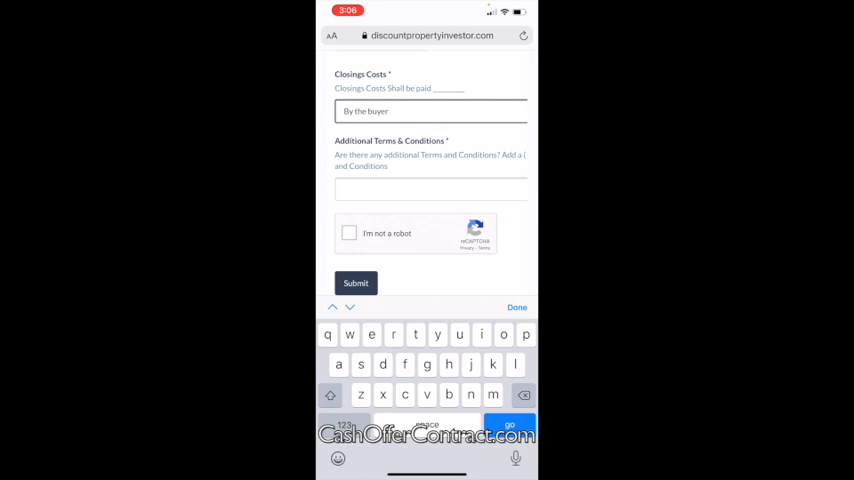 3:06
AA discountpropertyinvestor.com
Closings Costs *
Closings Costs Shall be paid ________
By the buyer
Additional Terms & Conditions *
Are there any additional Terms and Conditions? Add a (
and Conditions
I'm not a robot
reCAPTCHA
Privacy - Terms
Submit
Done
q w e r t y u i o p
a s d f g h j k l
z x c v b n m
123 space go
CashOfferContract.com